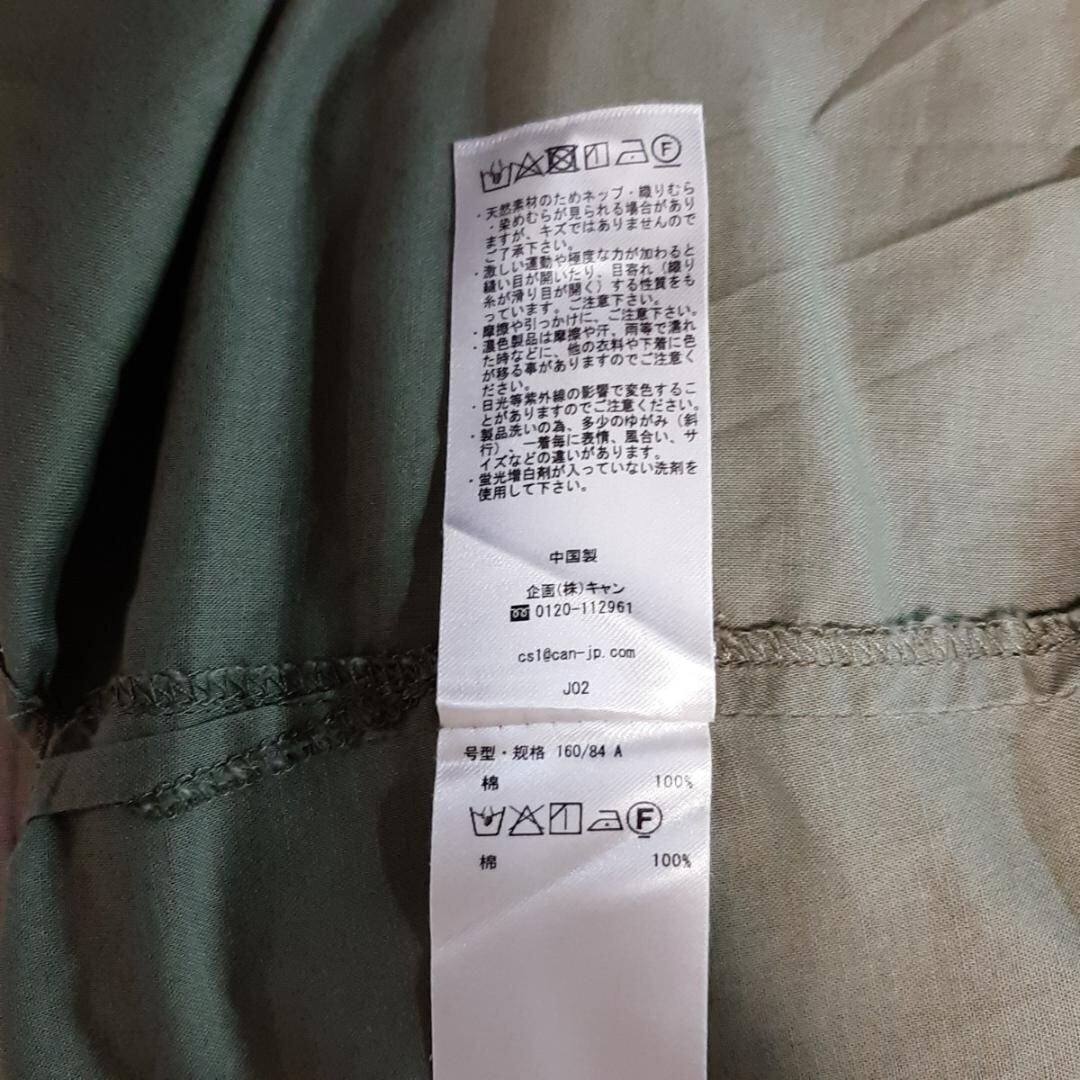 ・天然素材のためネップ・織りむら
・染めむらが見られる場合があり
ますが、キズではありませんので
ご了承下さい。
・激しい運動や極度な力が加わると
縫い目が開いたり、目寄れ(織り
糸が滑り目が開く)する性質をも
っています。ご注意下さい。
・摩擦や引っかけに、ご注意下さい。
・濃色製品は摩擦や汗、雨等で濡れ
た時などに、他の衣料や下着に色
が移る事がありますのでご注意く
ださい。
・日光等紫外線の影響で変色するこ
とがありますのでご注意ください。
・製品洗いの為、多少のゆがみ(斜
行)、一着毎に表情、風合い、サ
イズなどの違いがあります。
・蛍光増白剤が入っていない洗剤を
使用して下さい。
中国製
企画(株)キャン
0120-112961
cs1@can-jp.com
J02
号型・规格 160/84 A
棉 100%
F
棉 100%